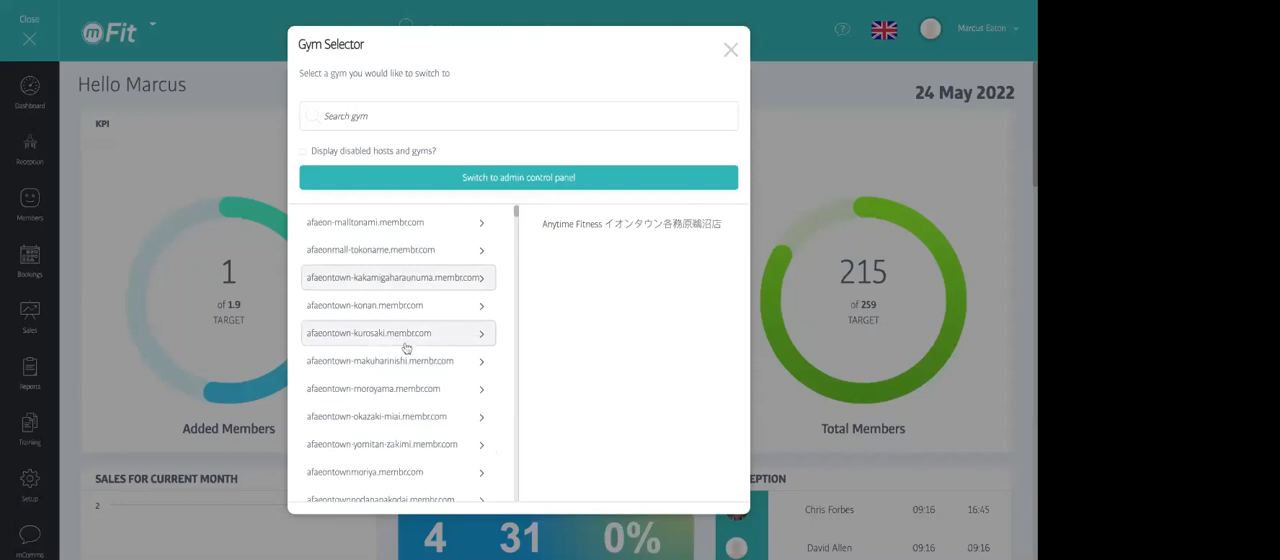 Close
mFit
Marcus Eaton
Hello Marcus
24 May 2022
Gym Selector
Select a gym you would like to switch to
Search gym
Display disabled hosts and gyms?
Switch to admin control panel
afaeon-malltonami.membr.com
afaeonmall-tokoname.membr.com
afaeontown-kakamigaharaunuma.membr.com
afaeontown-konan.membr.com
afaeontown-kurosaki.membr.com
afaeontown-makuharinishi.membr.com
afaeontown-moroyama.membr.com
afaeontown-okazaki-miai.membr.com
afaeontown-yomitan-zakimi.membr.com
afaeontownmoriya.membr.com
Anytime Fitness イオンタウン各務原鵜沼店
Dashboard
Reception
Members
Bookings
Sales
Reports
Training
Setup
mComms
KPI
1
of 1.9
TARGET
Added Members
215
of 259
TARGET
Total Members
SALES FOR CURRENT MONTH
2
4
31
0%
EPTION
Chris Forbes 09:16 16:45
David Allen 09:16 10:48